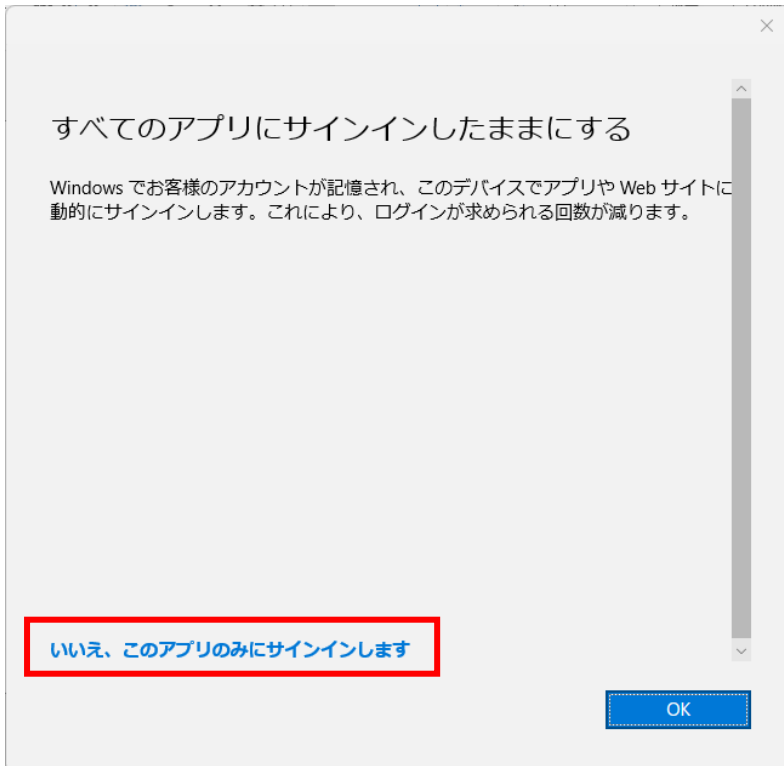 すべてのアプリにサインインしたままにする
Windows でお客様のアカウントが記憶され、このデバイスでアプリや Web サイトに
動的にサインインします。これにより、ログインが求められる回数が減ります。
いいえ、このアプリのみにサインインします
OK